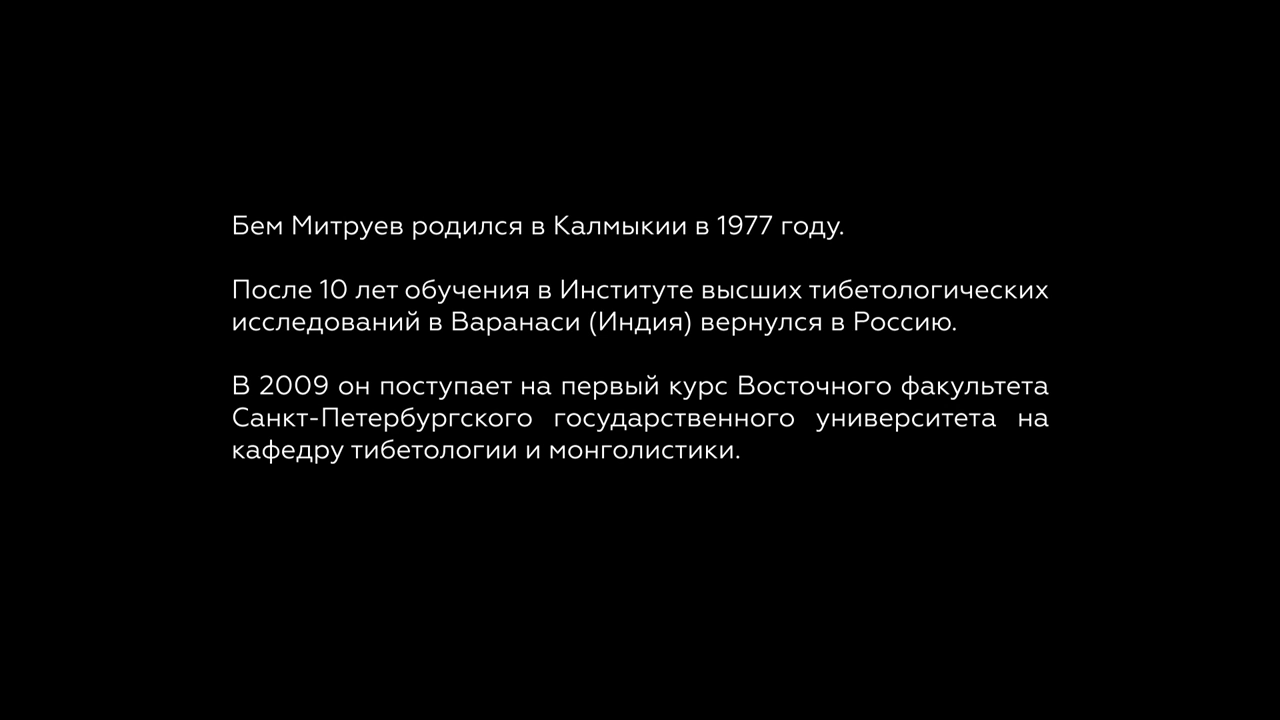 Бем Митруев родился в Калмыкии в 1977 году.
После 10 лет обучения в Институте высших тибетологических
исследований в Варанаси (Индия) вернулся в Россию.
В 2009 он поступает на первый курс Восточного факультета
Санкт-Петербургского государственного университета на
кафедру тибетологии и монголистики.